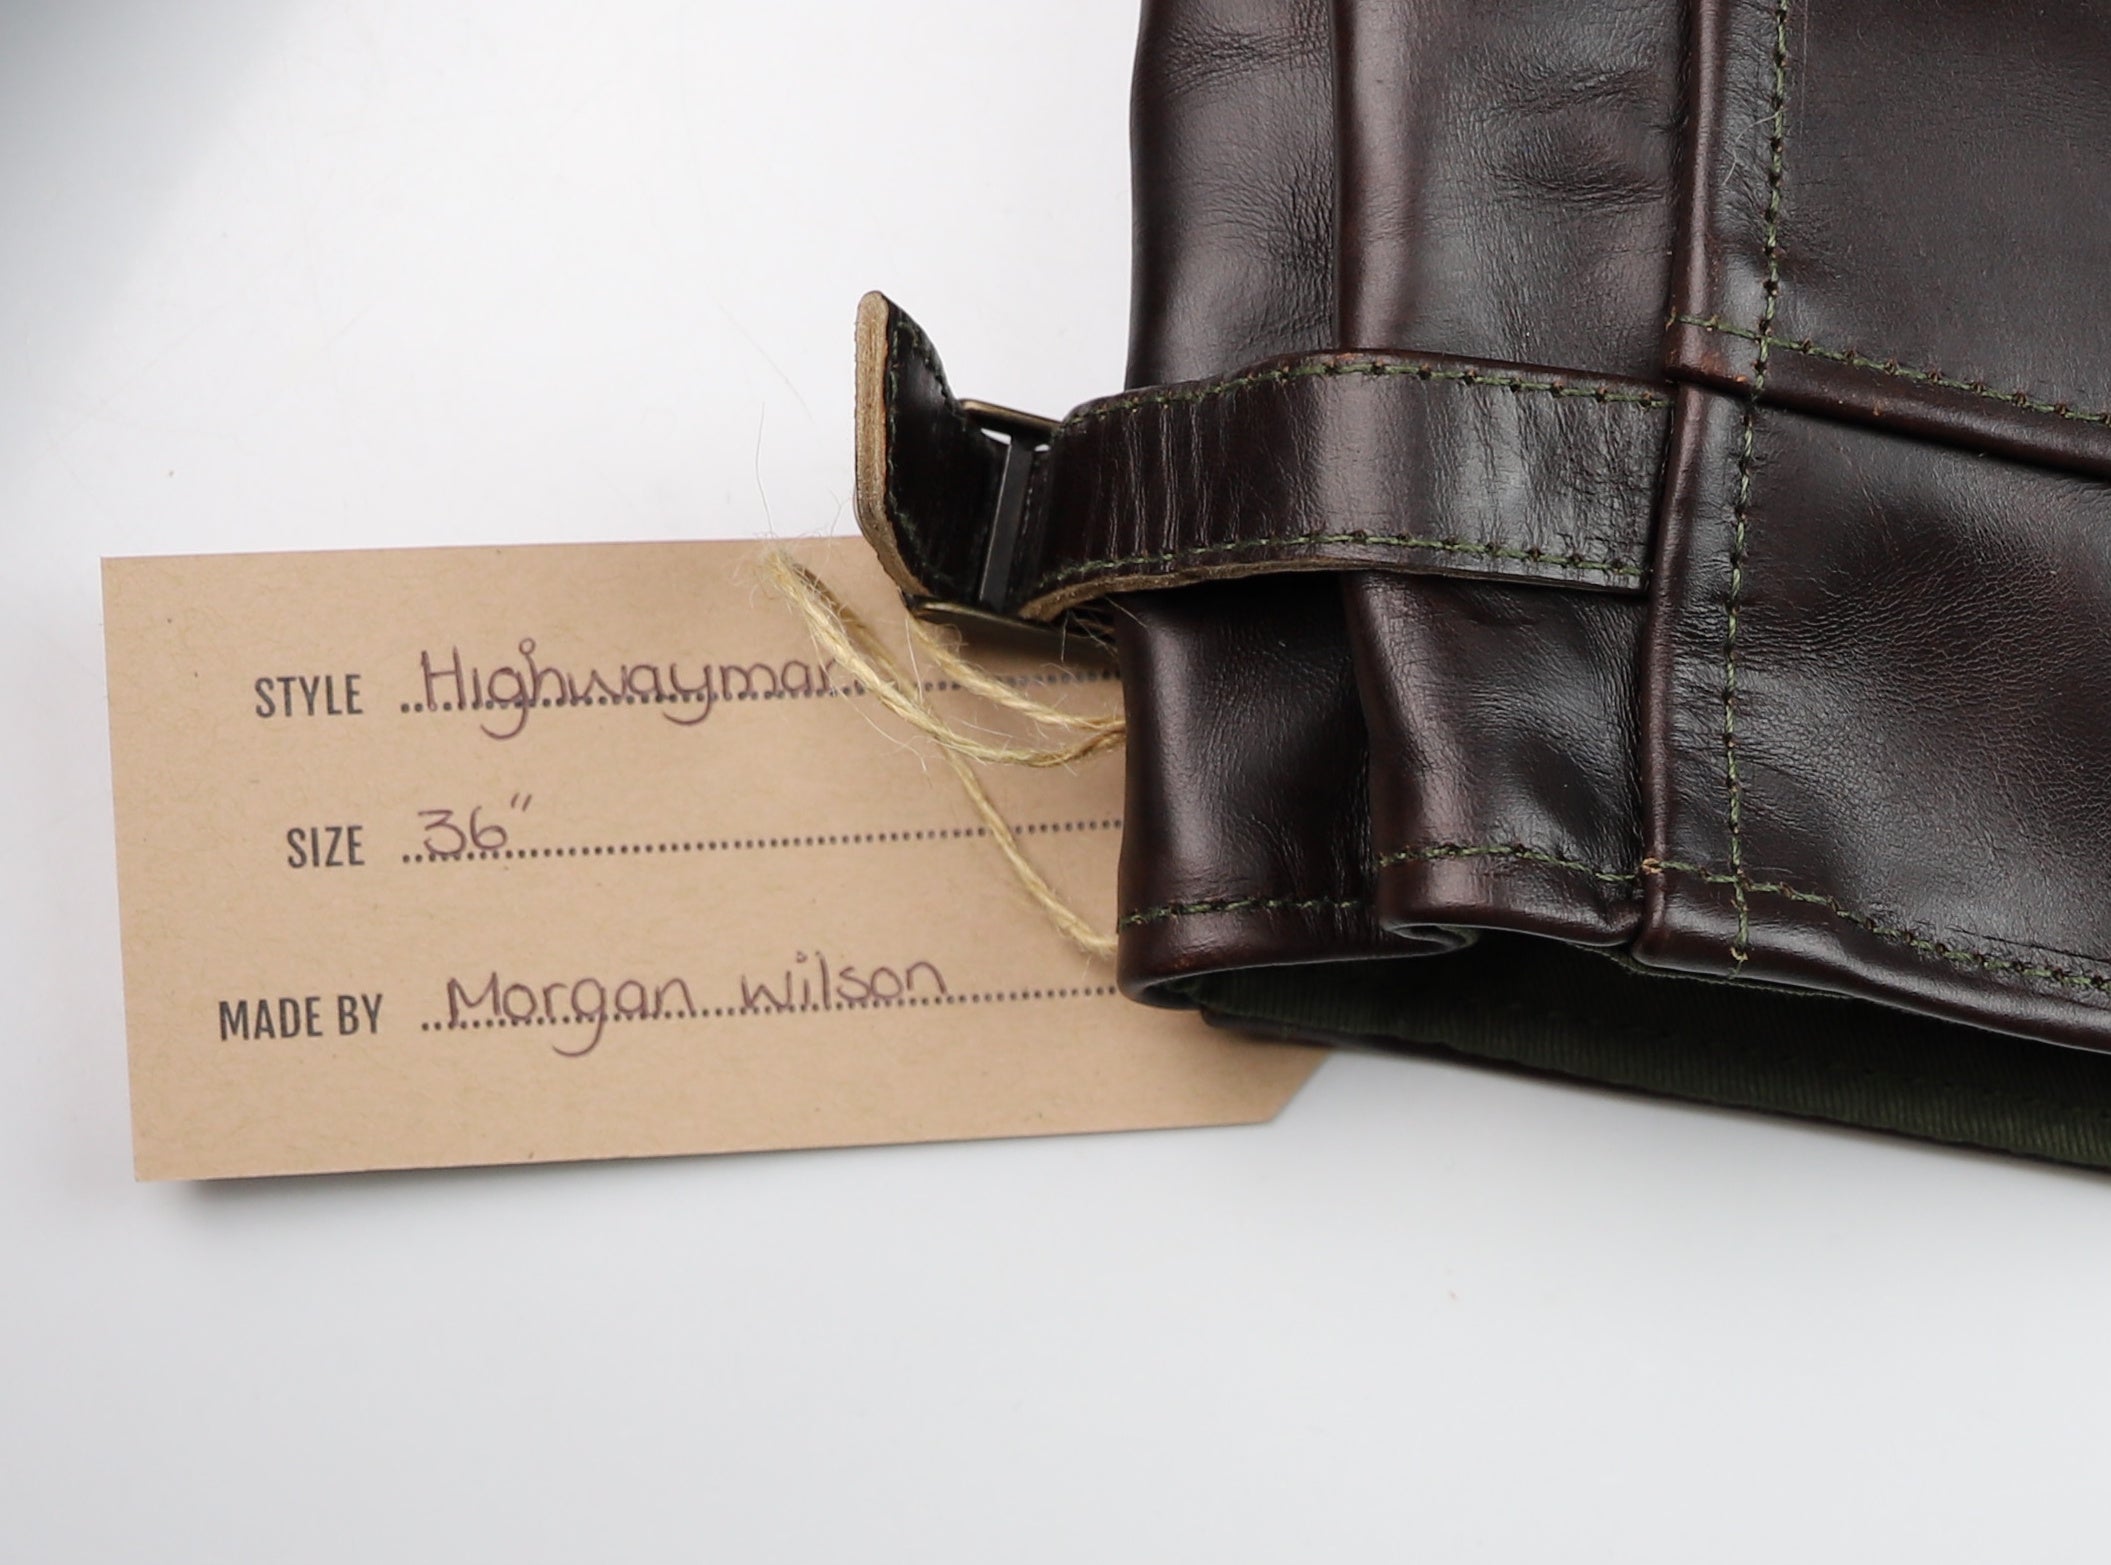 STYLE Highwayman
SIZE 36"
MADE BY Morgan Wilson